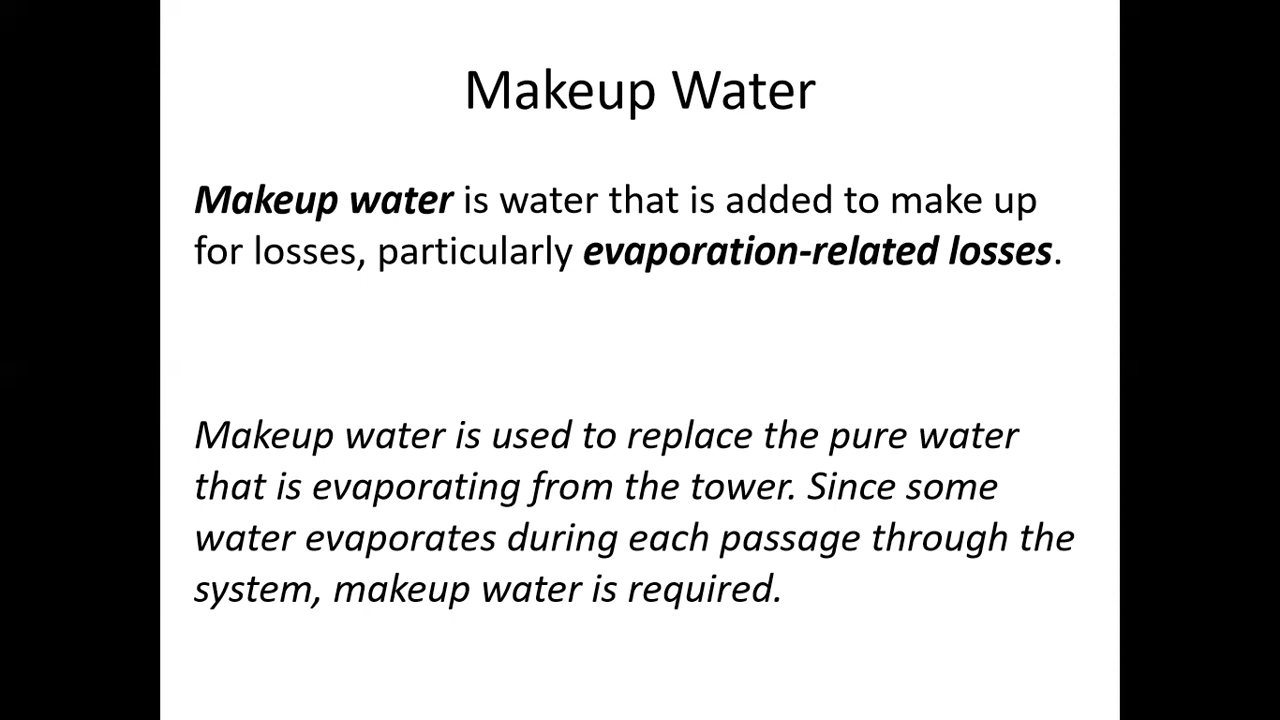 Makeup Water
Makeup water is water that is added to make up
for losses, particularly evaporation-related losses.
Makeup water is used to replace the pure water
that is evaporating from the tower. Since some
water evaporates during each passage through the
system, makeup water is required.